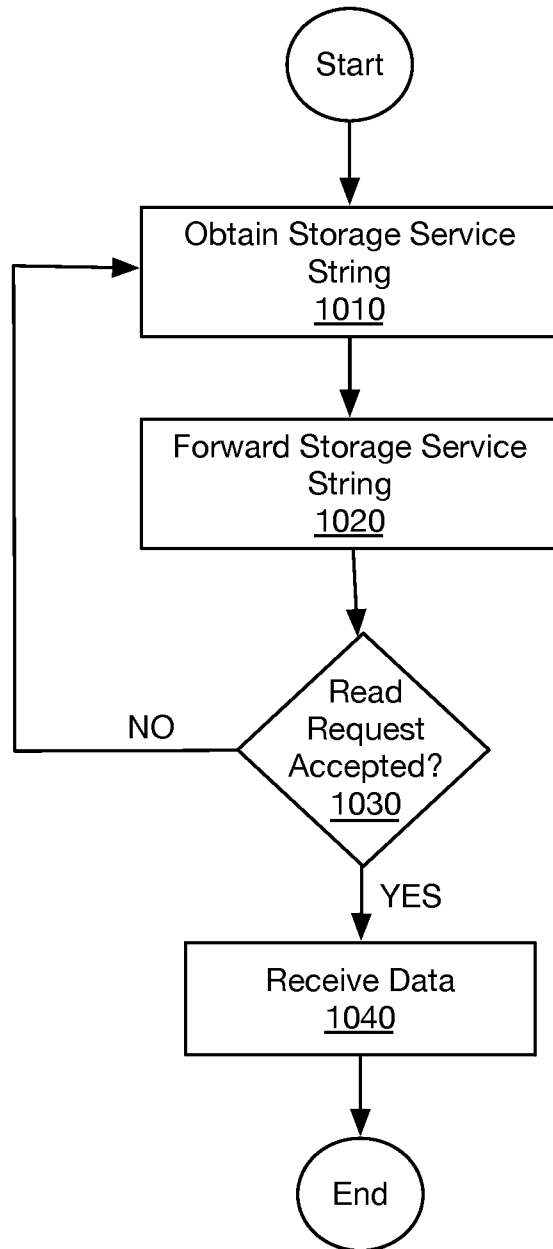 Start
Obtain Storage Service
String
1010
Forward Storage Service
String
1020
Read
Request
Accepted?
1030
NO
YES
Receive Data
1040
End